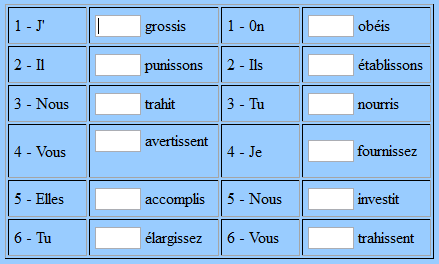 1 - J' grossis 1 - 0n obéis
2 - Il punissons 2 - Ils établissons
3 - Nous trahit 3 - Tu nourris
4 - Vous avertissent 4 - Je fournissez
5 - Elles accomplis 5 - Nous investit
6 - Tu élargissez 6 - Vous trahissent